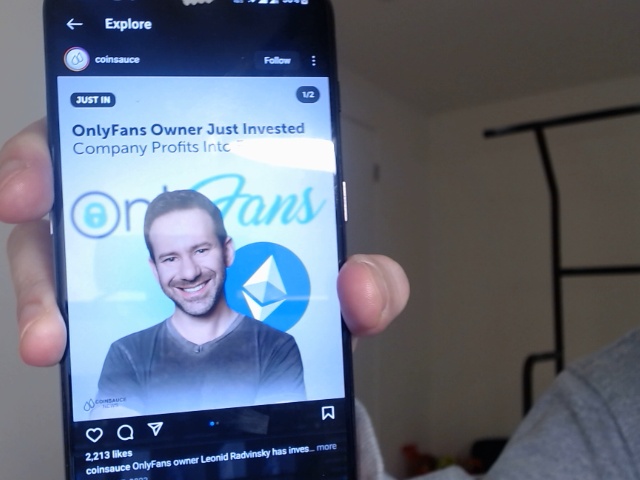 Explore
coinsauce
Follow
JUST IN
1/2
OnlyFans Owner Just Invested
Company Profits Into
Fans
COINSAUCE
2,213 likes
coinsauce OnlyFans owner Leonid Radvinsky has inves... more